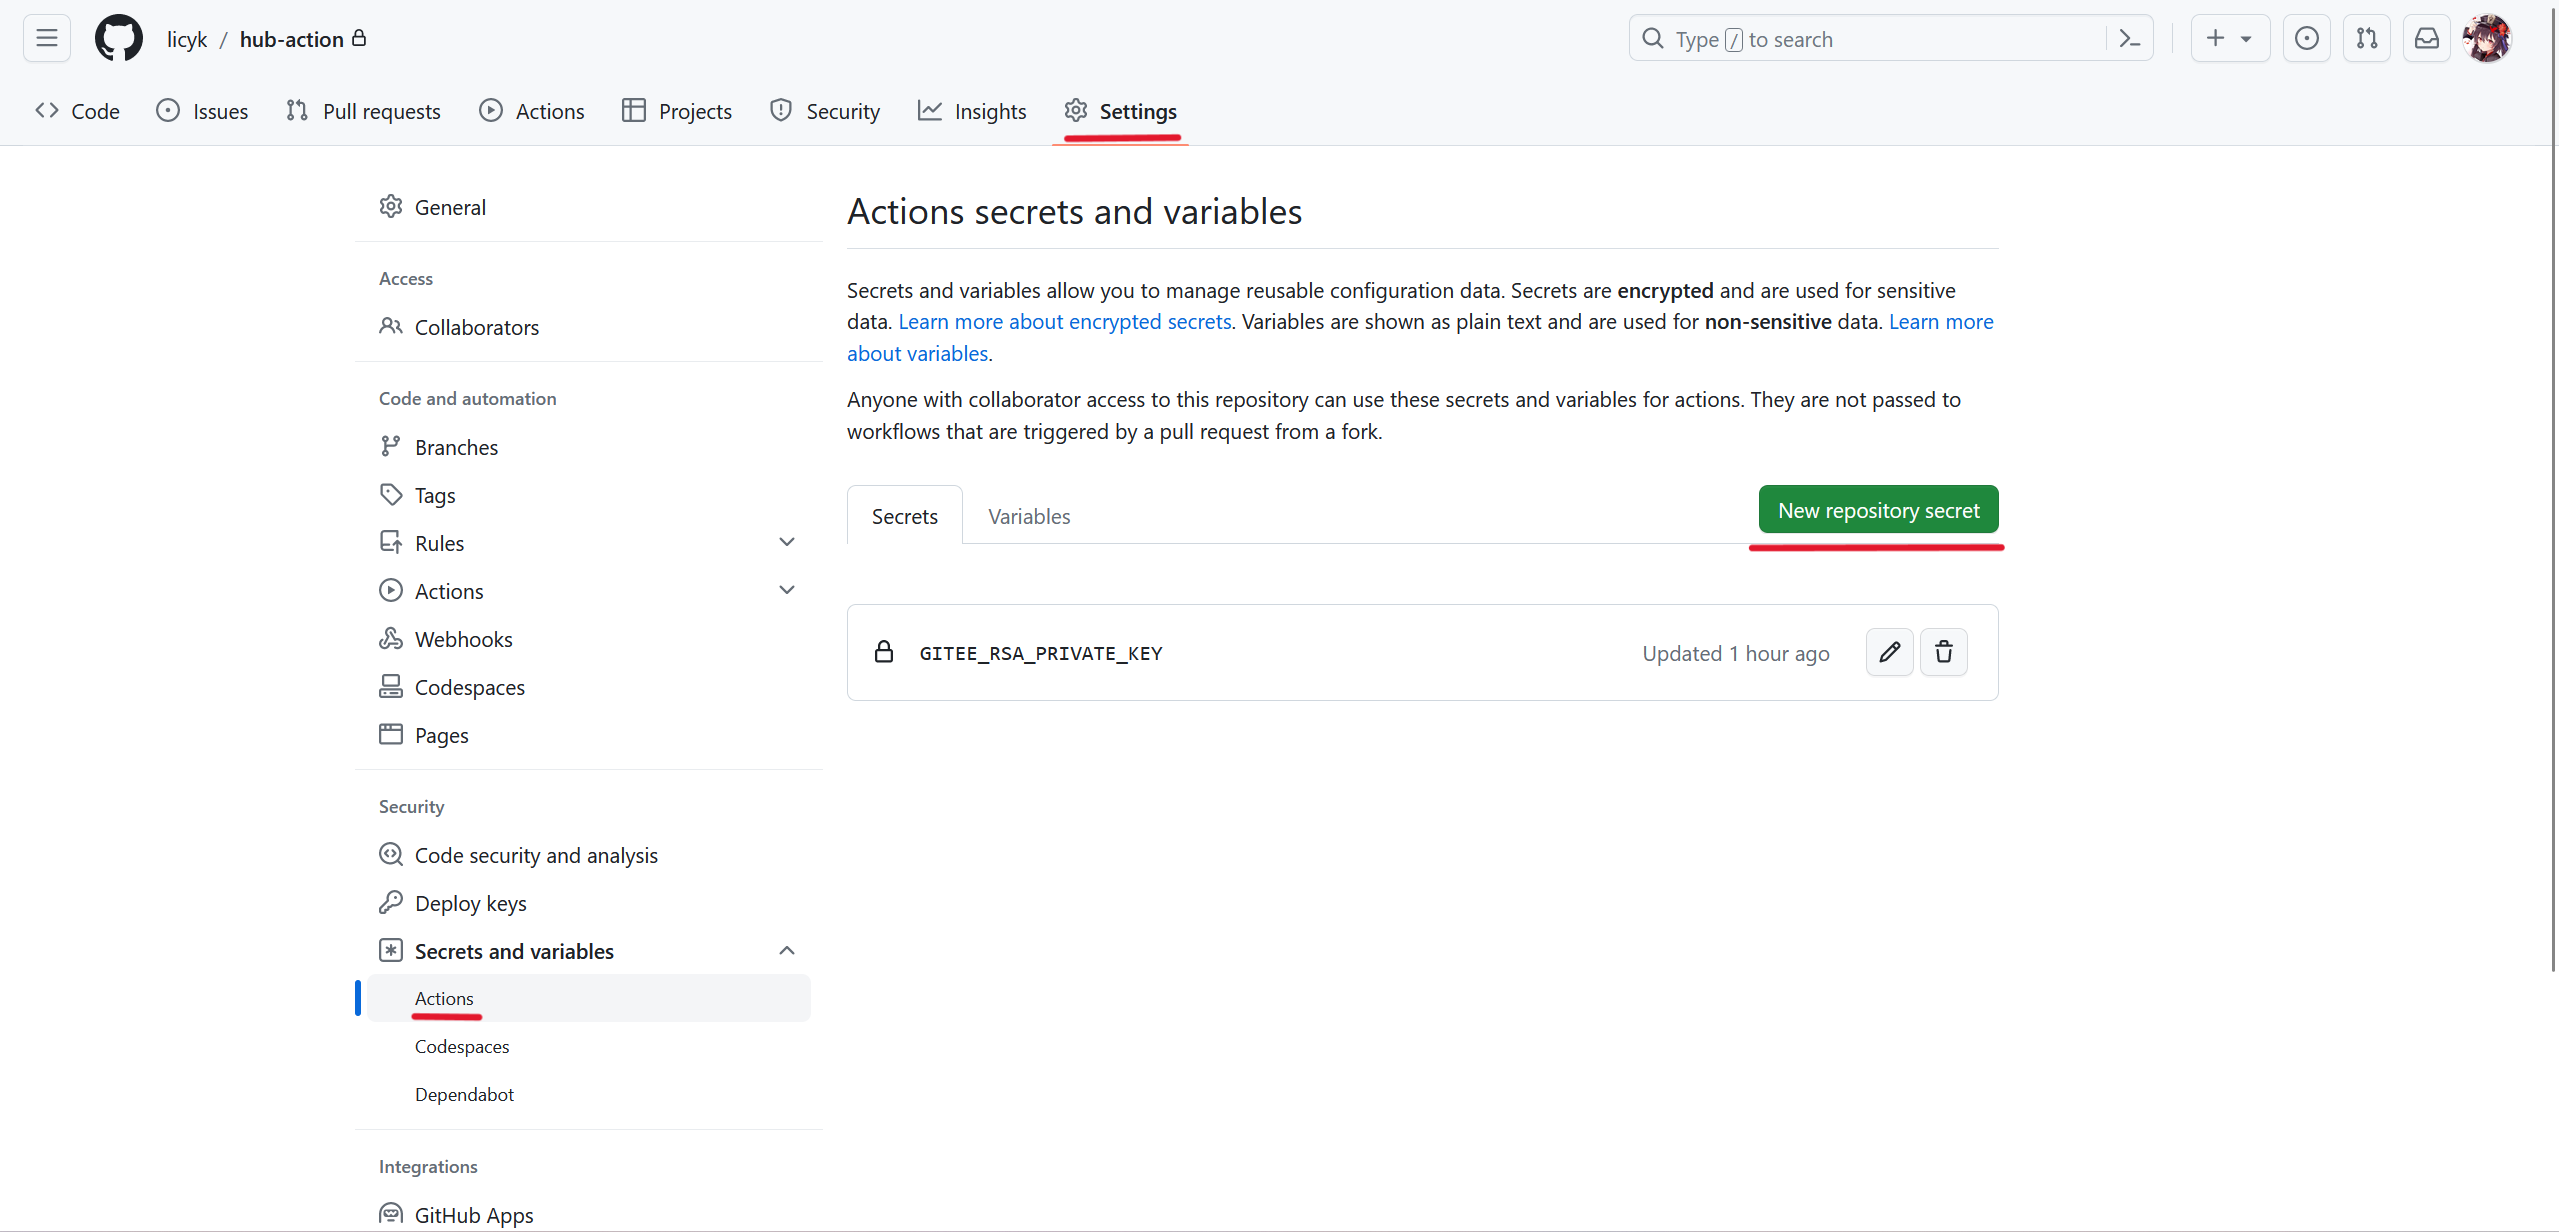 licyk / hub-action
Type / to search
Code Issues Pull requests Actions Projects Security Insights Settings
General
Access
Collaborators
Code and automation
Branches
Tags
Rules
Actions
Webhooks
Codespaces
Pages
Security
Code security and analysis
Deploy keys
Secrets and variables
Actions
Codespaces
Dependabot
Integrations
GitHub Apps
Actions secrets and variables
Secrets and variables allow you to manage reusable configuration data. Secrets are encrypted and are used for sensitive
data. Learn more about encrypted secrets. Variables are shown as plain text and are used for non-sensitive data. Learn more
about variables.
Anyone with collaborator access to this repository can use these secrets and variables for actions. They are not passed to
workflows that are triggered by a pull request from a fork.
Secrets Variables New repository secret
GITEE_RSA_PRIVATE_KEY Updated 1 hour ago